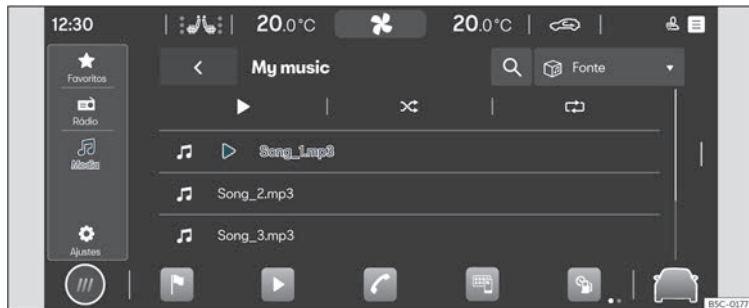 12:30 20.0°C 20.0°C
My music Fonte
Favoritos
Rádio
Media
Ajustes
Song_1.mp3
Song_2.mp3
Song_3.mp3
BSC-0177